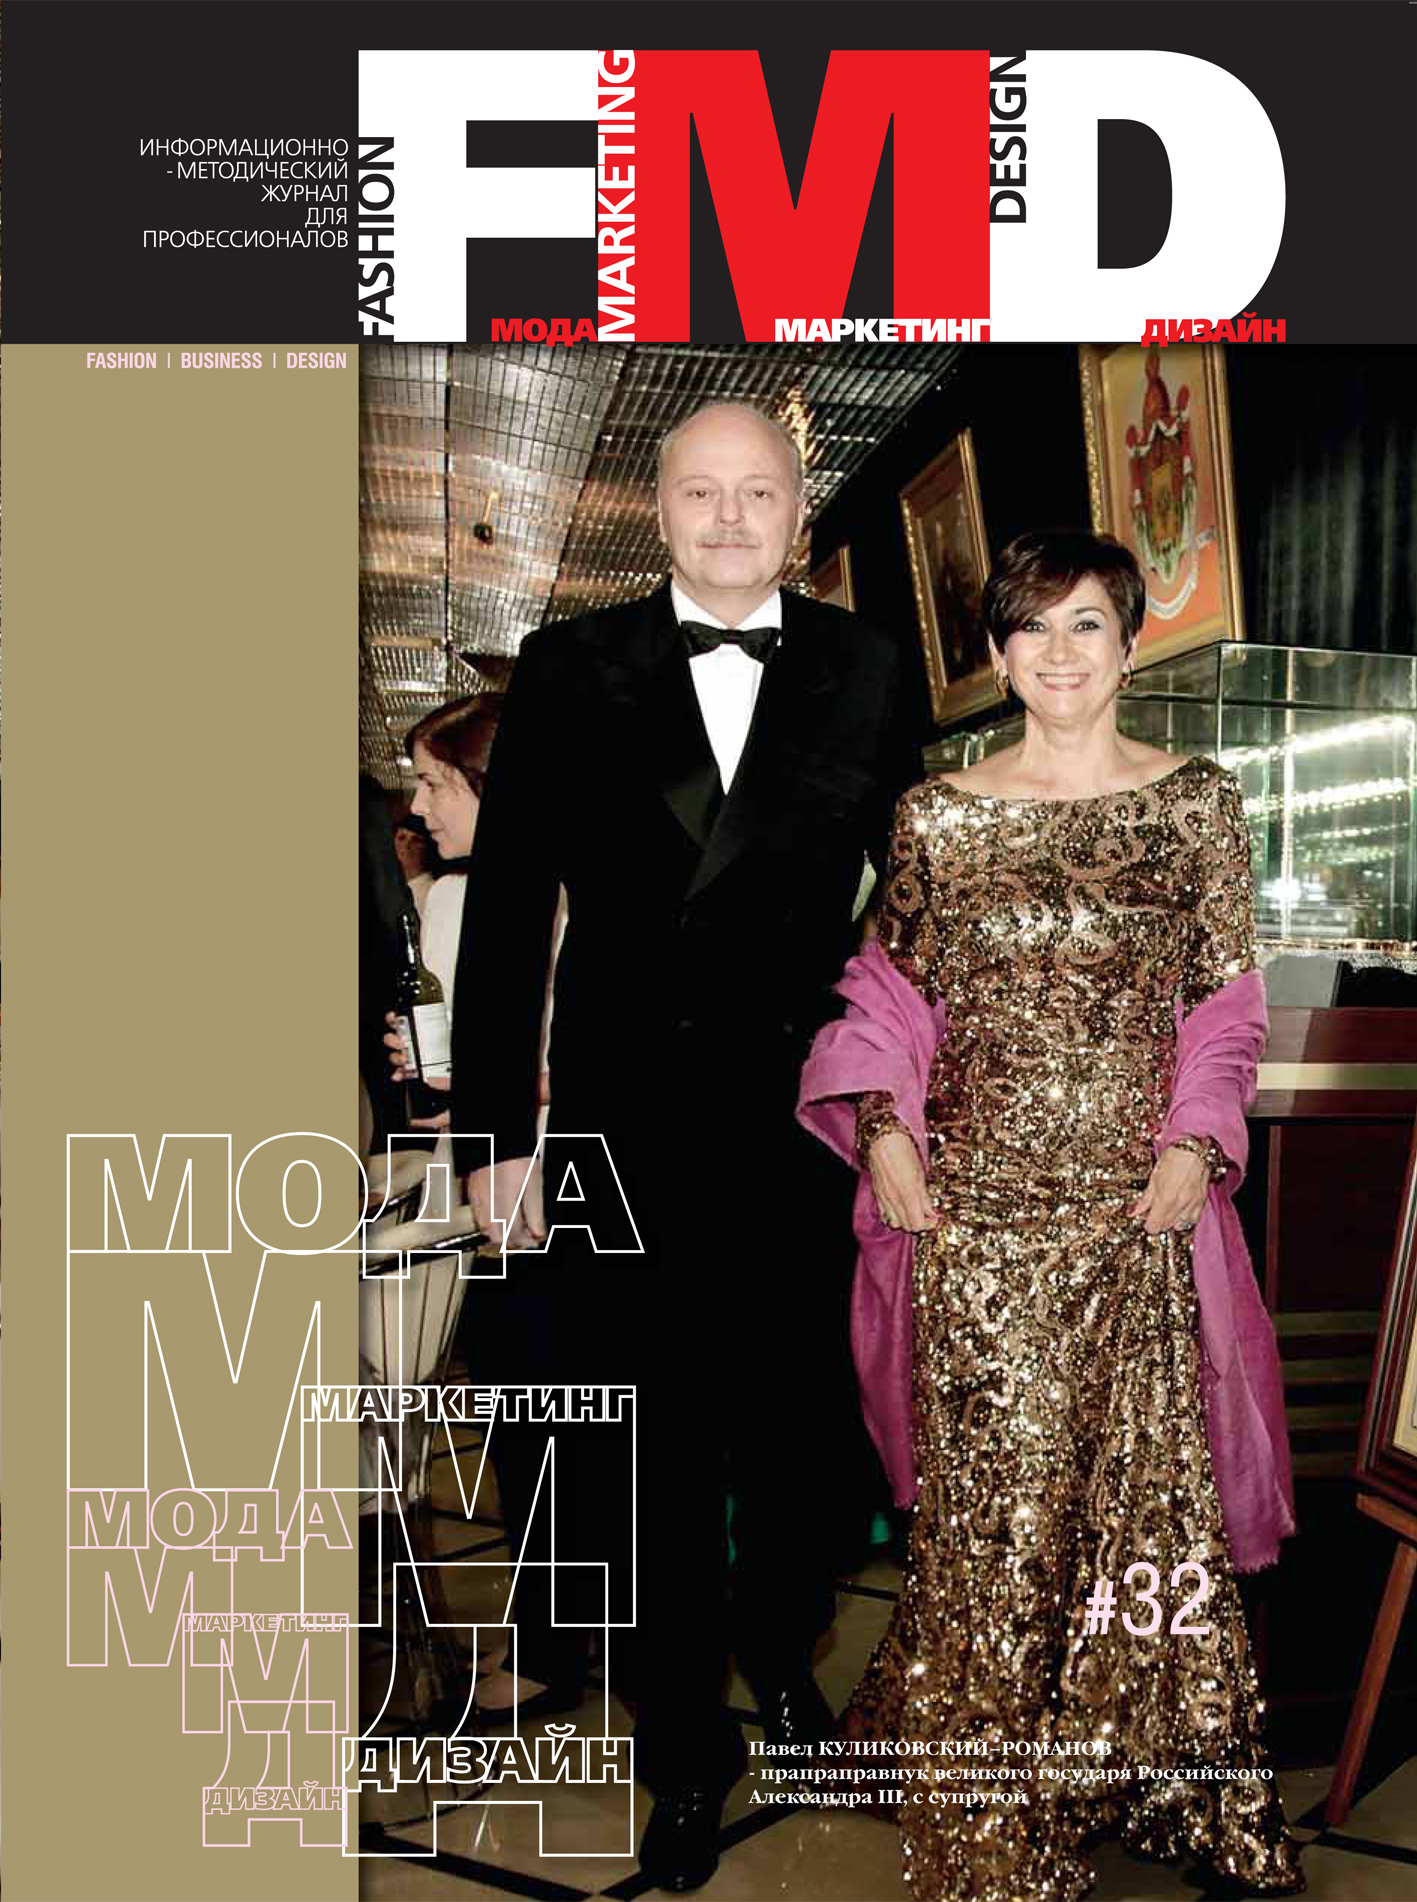 ИНФОРМАЦИОННО
- МЕТОДИЧЕСКИЙ
ЖУРНАЛ
ДЛЯ
ПРОФЕССИОНАЛОВ
FMD
FASHION
MARKETING
DESIGN
МОДА
МАРКЕТИНГ
ДИЗАЙН
FASHION | BUSINESS | DESIGN
МОДА
М
МАРКЕТИНГ
М
МОДА
М
МАРКЕТИНГ
М
Д
ДИЗАЙН
Д
ДИЗАЙН
#32
Павел КУЛИКОВСКИЙ–РОМАНОВ
- прапраправнук великого государя Российского
Александра III, с супругой